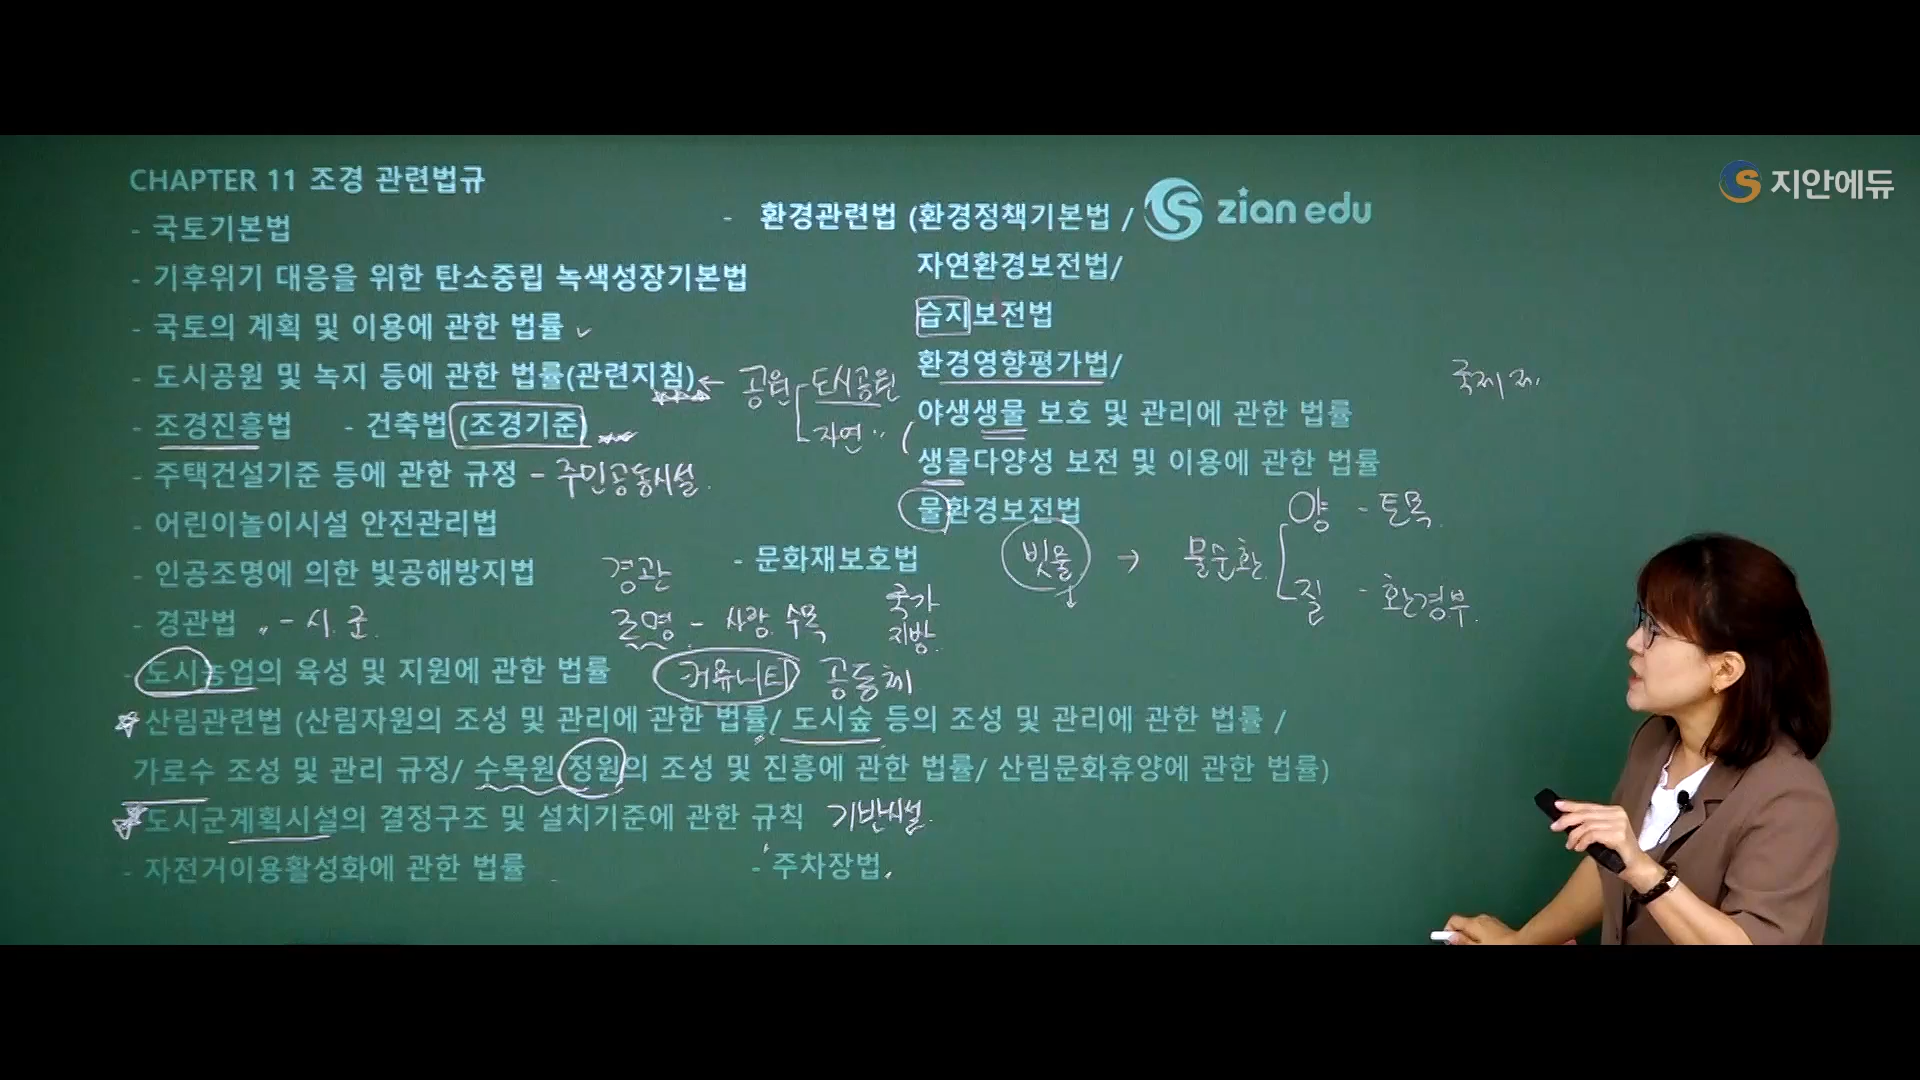 CHAPTER 11 조경 관련법규
- 국토기본법
- 기후위기 대응을 위한 탄소중립 녹색성장기본법
- 국토의 계획 및 이용에 관한 법률
- 도시공원 및 녹지 등에 관한 법률(관련지침) ← 공원 도시공원
자연 〃
- 조경진흥법 - 건축법 (조경기준)
- 주택건설기준 등에 관한 규정 - 주민공동시설.
- 어린이놀이시설 안전관리법
- 인공조명에 의한 빛공해방지법
경관
- 경관법 〃 - 시. 군.
조명 - 사람. 수목
- 도시농업의 육성 및 지원에 관한 법률 커뮤니티 공동체
산림관련법 (산림자원의 조성 및 관리에 관한 법률/ 도시숲 등의 조성 및 관리에 관한 법률 /
가로수 조성 및 관리 규정/ 수목원 정원의 조성 및 진흥에 관한 법률/ 산림문화휴양에 관한 법률)
도시군계획시설의 결정구조 및 설치기준에 관한 규칙 기반시설.
- 자전거이용활성화에 관한 법률 - 주차장법
- 환경관련법 (환경정책기본법 /
zian edu
자연환경보전법/
습지보전법
환경영향평가법/
야생생물 보호 및 관리에 관한 법률
생물다양성 보전 및 이용에 관한 법률
물환경보전법
- 문화재보호법
국가
지방
빗물 → 물순환
양 - 토목
질 - 환경부.
지안에듀